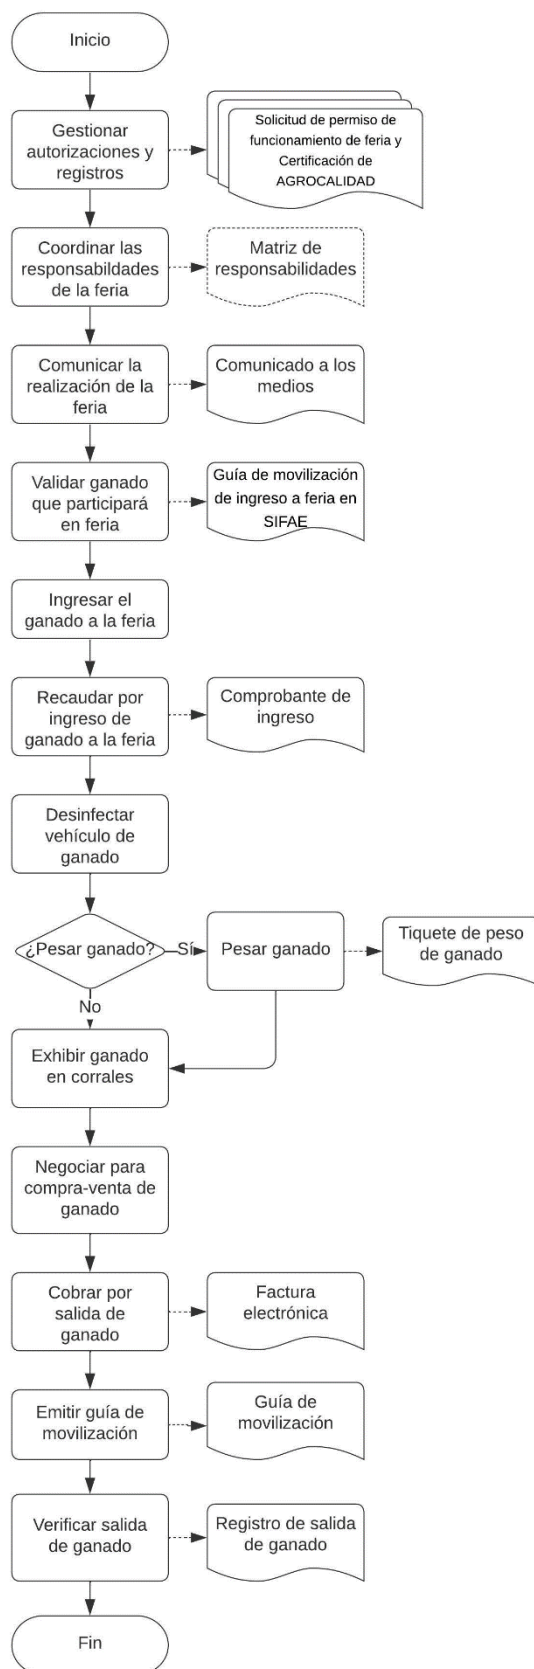 Inicio
Gestionar
autorizaciones y
registros
Solicitud de permiso de
funcionamiento de feria y
Certificación de
AGROCALIDAD
Coordinar las
responsabildades
de la feria
Matriz de
responsabilidades
Comunicar la
realización de la
feria
Comunicado a los
medios
Validar ganado
que participará
en feria
Guía de movilización
de ingreso a feria en
SIFAE
Ingresar el
ganado a la feria
Recaudar por
ingreso de
ganado a la feria
Comprobante de
ingreso
Desinfectar
vehículo de
ganado
¿Pesar ganado?
Sí
Pesar ganado
Tiquete de peso
de ganado
No
Exhibir ganado
en corrales
Negociar para
compra-venta de
ganado
Cobrar por
salida de
ganado
Factura
electrónica
Emitir guía de
movilización
Guía de
movilización
Verificar salida
de ganado
Registro de salida
de ganado
Fin